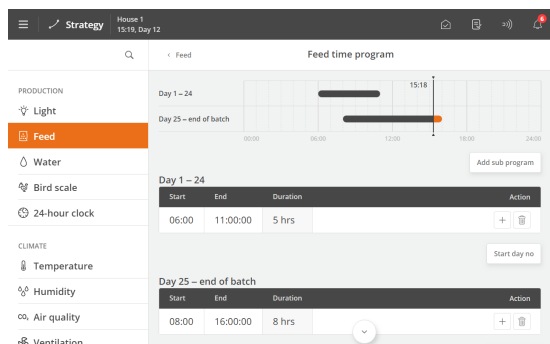 Strategy
House 1
15:19, Day 12
6
Feed
Feed time program
PRODUCTION
Light
Feed
Water
Bird scale
24-hour clock
CLIMATE
Temperature
Humidity
CO₂ Air quality
Ventilation
15:18
Day 1 – 24
Day 25 – end of batch
00:00 06:00 12:00 18:00 24:00
Add sub program
Day 1 – 24
Start End Duration Action
06:00 11:00:00 5 hrs
Start day no
Day 25 – end of batch
Start End Duration Action
08:00 16:00:00 8 hrs